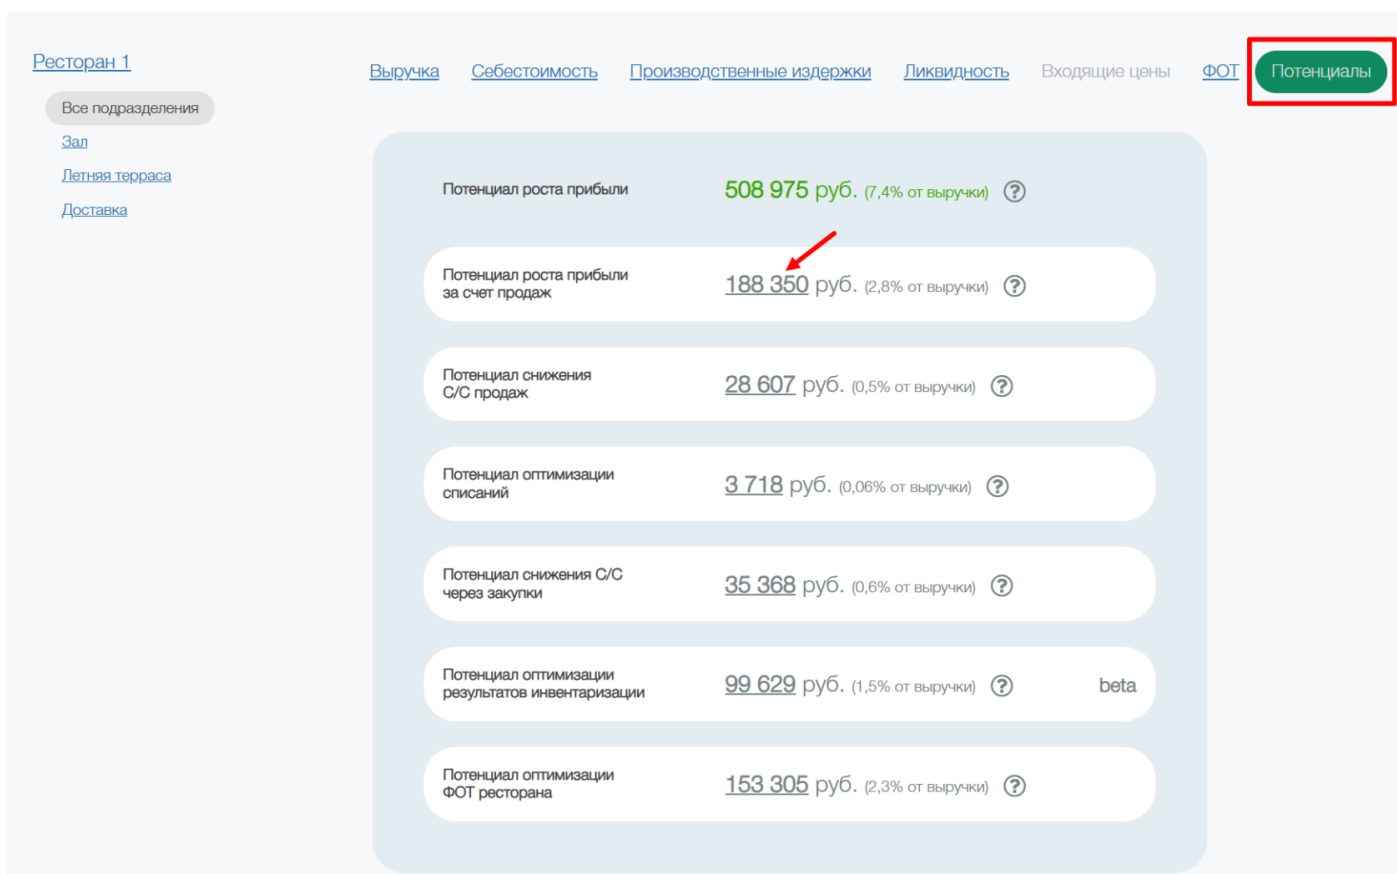 Ресторан 1
Выручка Себестоимость Производственные издержки Ликвидность Входящие цены ФОТ Потенциалы
Все подразделения
Зал
Летняя терраса
Доставка
Потенциал роста прибыли 508 975 руб. (7,4% от выручки) ?
Потенциал роста прибыли
за счет продаж
188 350 руб. (2,8% от выручки) ?
Потенциал снижения
С/С продаж
28 607 руб. (0,5% от выручки) ?
Потенциал оптимизации
списаний
3 718 руб. (0,06% от выручки) ?
Потенциал снижения С/С
через закупки
35 368 руб. (0,6% от выручки) ?
Потенциал оптимизации
результатов инвентаризации
99 629 руб. (1,5% от выручки) ? beta
Потенциал оптимизации
ФОТ ресторана
153 305 руб. (2,3% от выручки) ?